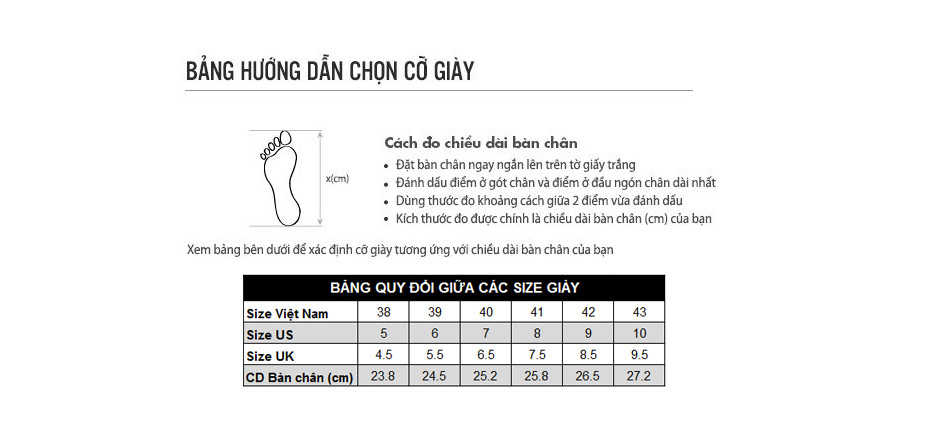 BẢNG HƯỚNG DẪN CHỌN CỠ GIÀY
Cách đo chiều dài bàn chân
x(cm)
• Đặt bàn chân ngay ngắn lên trên tờ giấy trắng
• Đánh dấu điểm ở gót chân và điểm ở đầu ngón chân dài nhất
• Dùng thước đo khoảng cách giữa 2 điểm vừa đánh dấu
• Kích thước đo được chính là chiều dài bàn chân (cm) của bạn
Xem bảng bên dưới để xác định cỡ giày tương ứng với chiều dài bàn chân của bạn
BẢNG QUY ĐỔI GIỮA CÁC SIZE GIÀY
Size Việt Nam 38 39 40 41 42 43
Size US 5 6 7 8 9 10
Size UK 4.5 5.5 6.5 7.5 8.5 9.5
CD Bàn chân (cm) 23.8 24.5 25.2 25.8 26.5 27.2